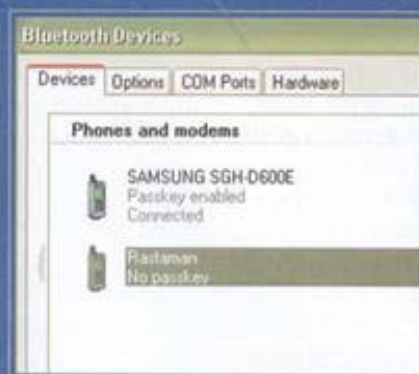 Bluetooth Devices
Devices Options COM Ports Hardware
Phones and modems
SAMSUNG SGH-D600E
Passkey enabled
Connected
Rastaman
No passkey